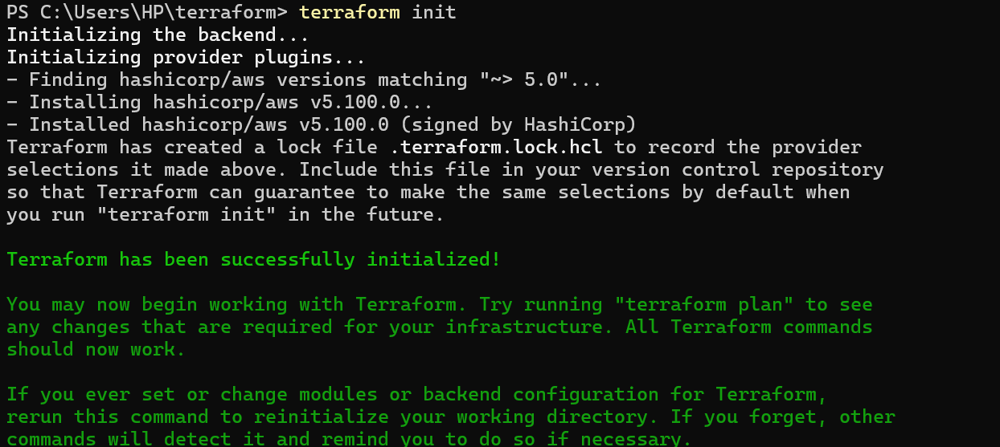 PS C:\Users\HP\terraform> terraform init
Initializing the backend...
Initializing provider plugins...
- Finding hashicorp/aws versions matching "~> 5.0"...
- Installing hashicorp/aws v5.100.0...
- Installed hashicorp/aws v5.100.0 (signed by HashiCorp)
Terraform has created a lock file .terraform.lock.hcl to record the provider
selections it made above. Include this file in your version control repository
so that Terraform can guarantee to make the same selections by default when
you run "terraform init" in the future.
Terraform has been successfully initialized!
You may now begin working with Terraform. Try running "terraform plan" to see
any changes that are required for your infrastructure. All Terraform commands
should now work.
If you ever set or change modules or backend configuration for Terraform,
rerun this command to reinitialize your working directory. If you forget, other
commands will detect it and remind you to do so if necessary.